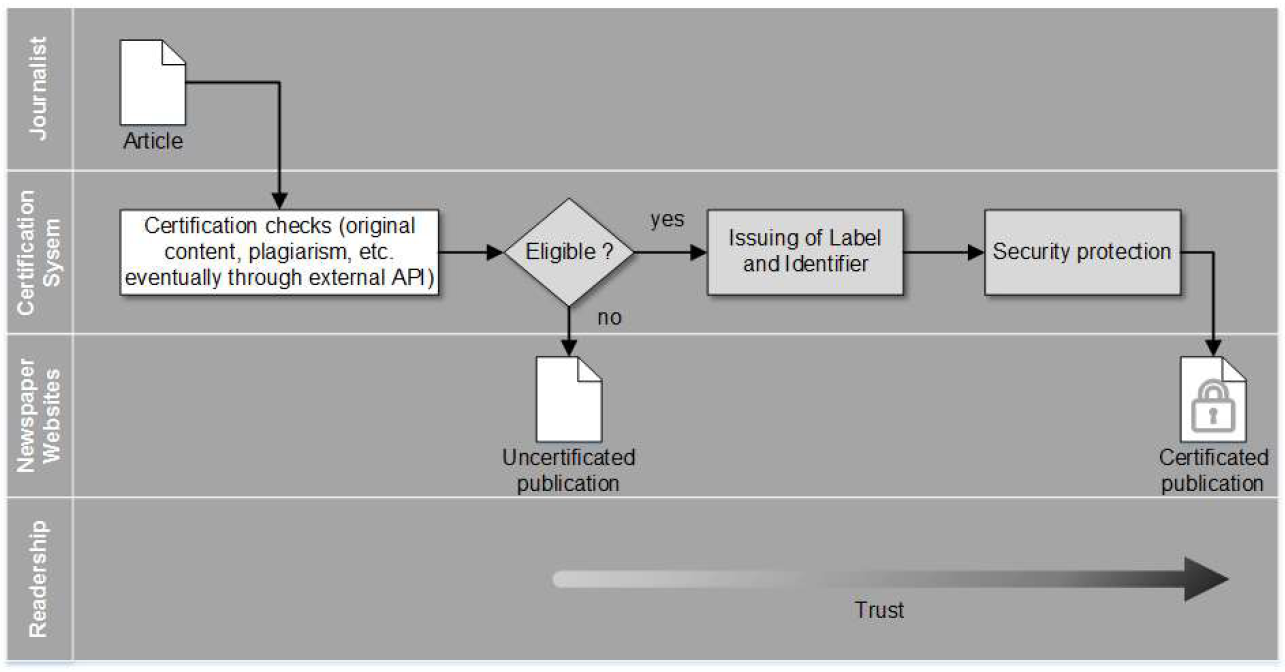 Journalist
Article
Certification
Sysem
Certification checks (original
content, plagiarism, etc.
eventually through external API)
Eligible ?
yes
no
Issuing of Label
and Identifier
Security protection
Newspaper
Websites
Uncertificated
publication
Certificated
publication
Readership
Trust